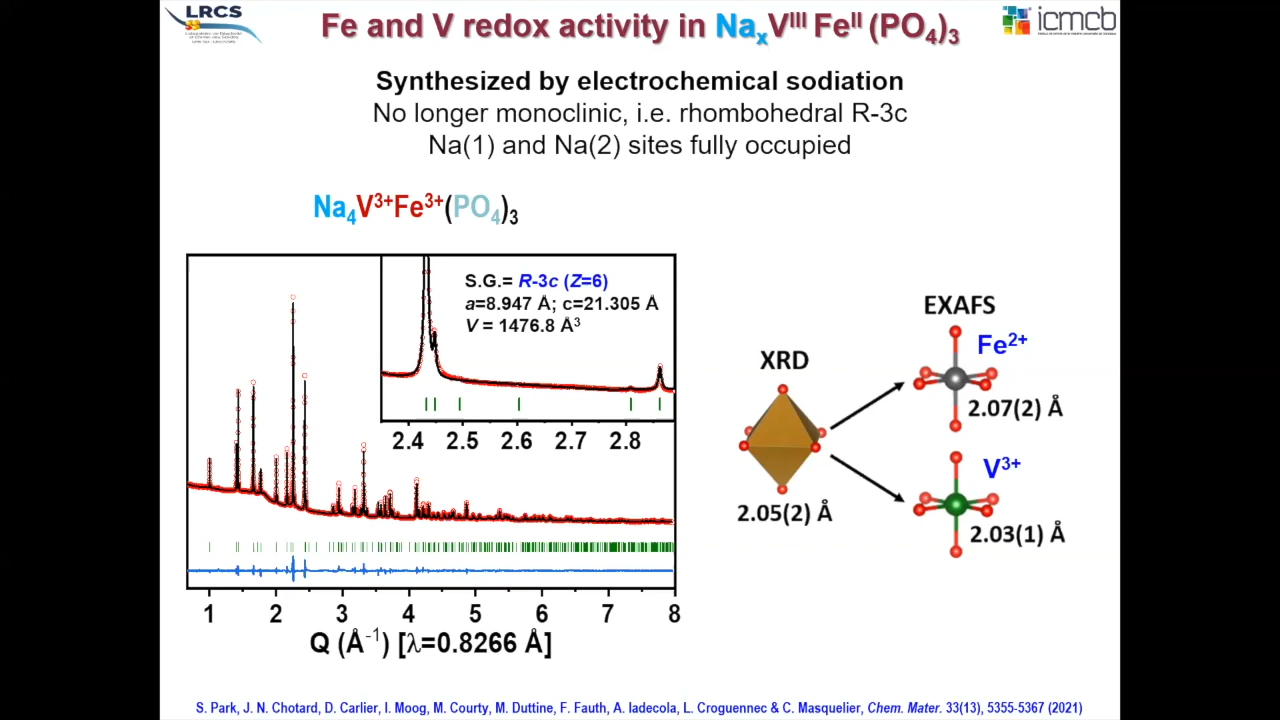 LRCS
Fe and V redox activity in NaxVIII FeII (PO4)3
icmcb
Synthesized by electrochemical sodiation
No longer monoclinic, i.e. rhombohedral R-3c
Na(1) and Na(2) sites fully occupied
Na4V3+Fe3+(PO4)3
S.G.= R-3c (Z=6)
a=8.947 Å; c=21.305 Å
V = 1476.8 Å3
2.4 2.5 2.6 2.7 2.8
1 2 3 4 5 6 7 8
Q (Å-1) [λ=0.8266 Å]
XRD
2.05(2) Å
EXAFS
Fe2+
2.07(2) Å
V3+
2.03(1) Å
S. Park, J. N. Chotard, D. Carlier, I. Moog, M. Courty, M. Duttine, F. Fauth, A. Iadecola, L. Croguennec & C. Masquelier, Chem. Mater. 33(13), 5355-5367 (2021)